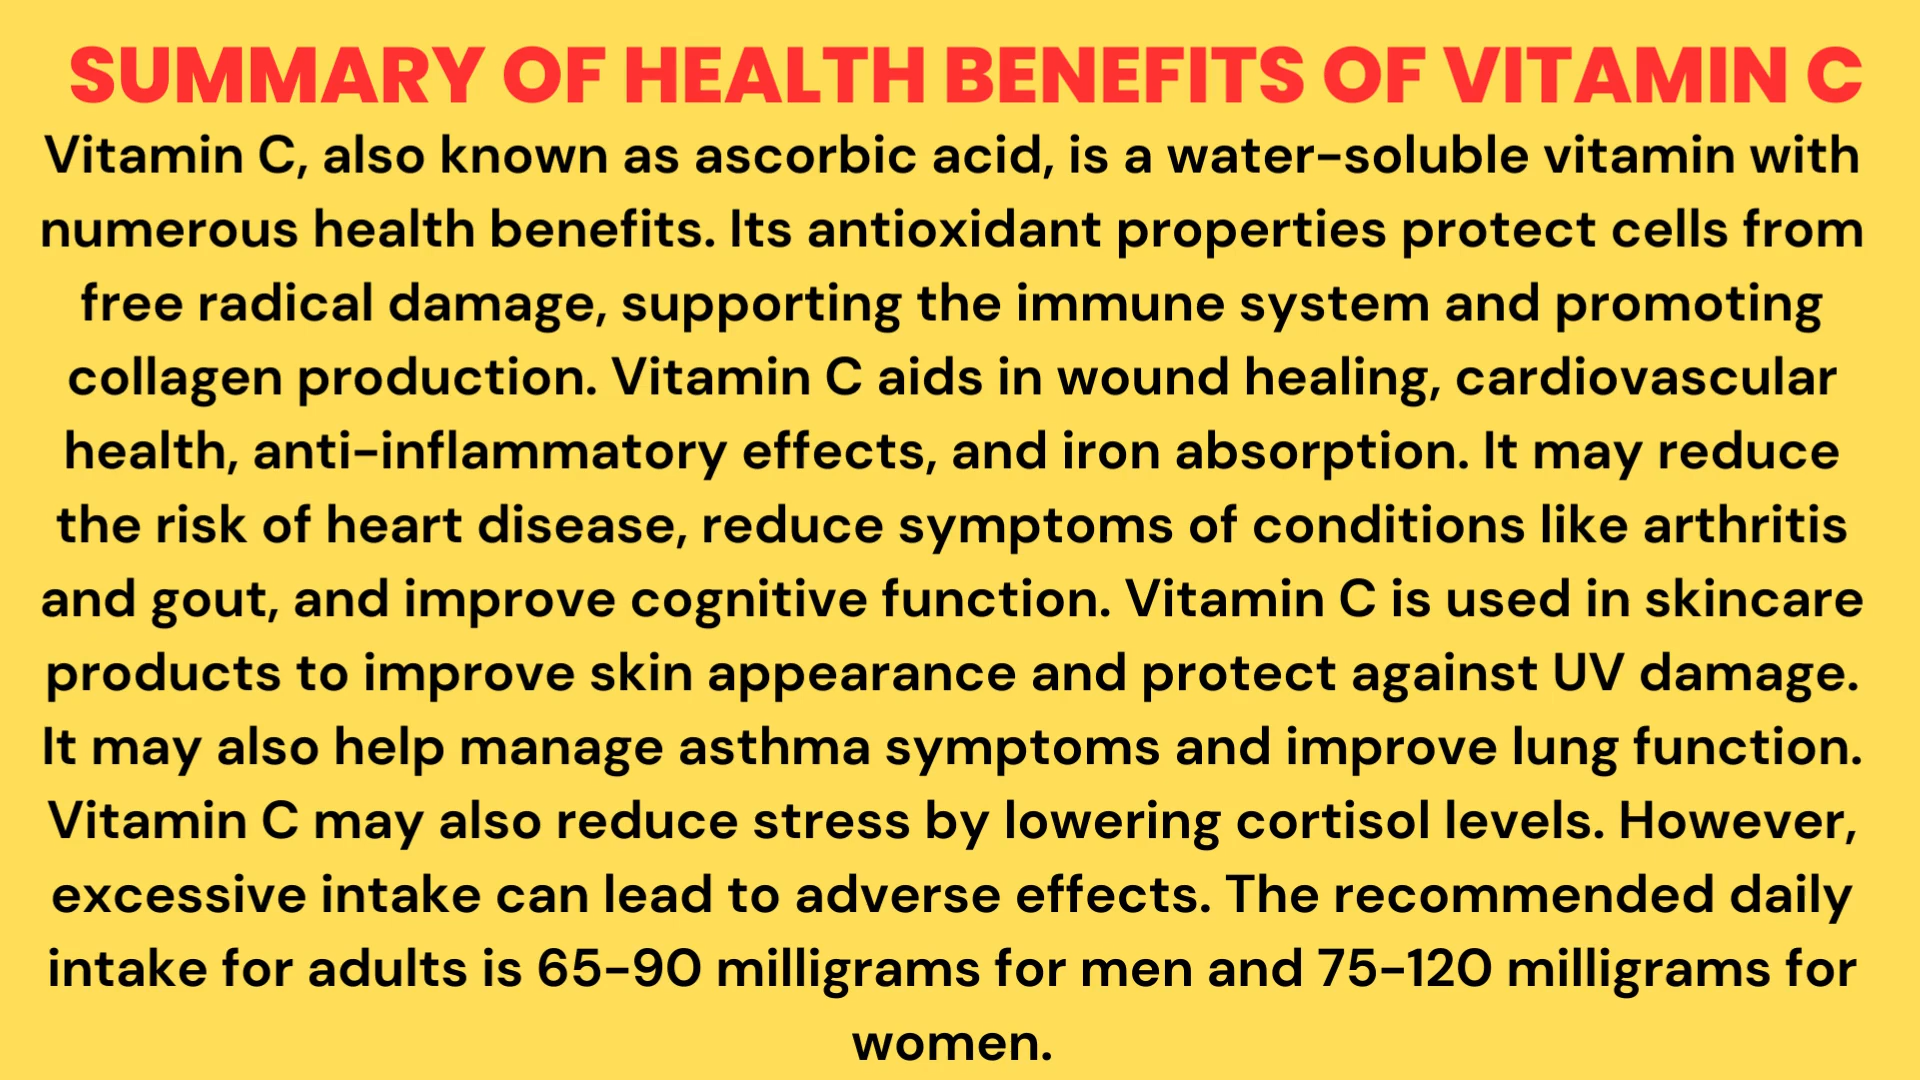 SUMMARY OF HEALTH BENEFITS OF VITAMIN C
Vitamin C, also known as ascorbic acid, is a water-soluble vitamin with
numerous health benefits. Its antioxidant properties protect cells from
free radical damage, supporting the immune system and promoting
collagen production. Vitamin C aids in wound healing, cardiovascular
health, anti-inflammatory effects, and iron absorption. It may reduce
the risk of heart disease, reduce symptoms of conditions like arthritis
and gout, and improve cognitive function. Vitamin C is used in skincare
products to improve skin appearance and protect against UV damage.
It may also help manage asthma symptoms and improve lung function.
Vitamin C may also reduce stress by lowering cortisol levels. However,
excessive intake can lead to adverse effects. The recommended daily
intake for adults is 65-90 milligrams for men and 75-120 milligrams for
women.